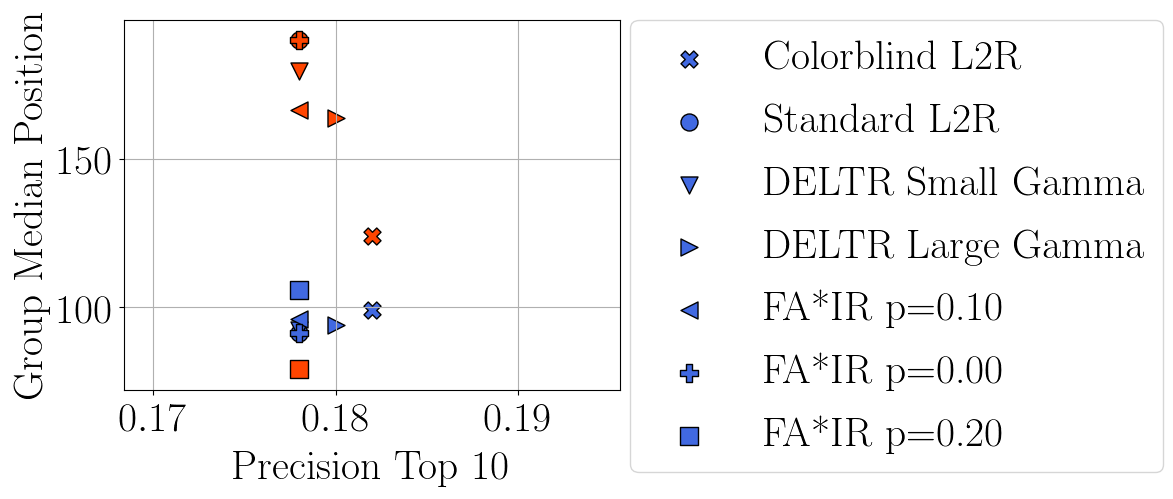 Group Median Position
150
100
0.17 0.18 0.19
Precision Top 10
Colorblind L2R
Standard L2R
DELTR Small Gamma
DELTR Large Gamma
FA*IR p=0.10
FA*IR p=0.00
FA*IR p=0.20